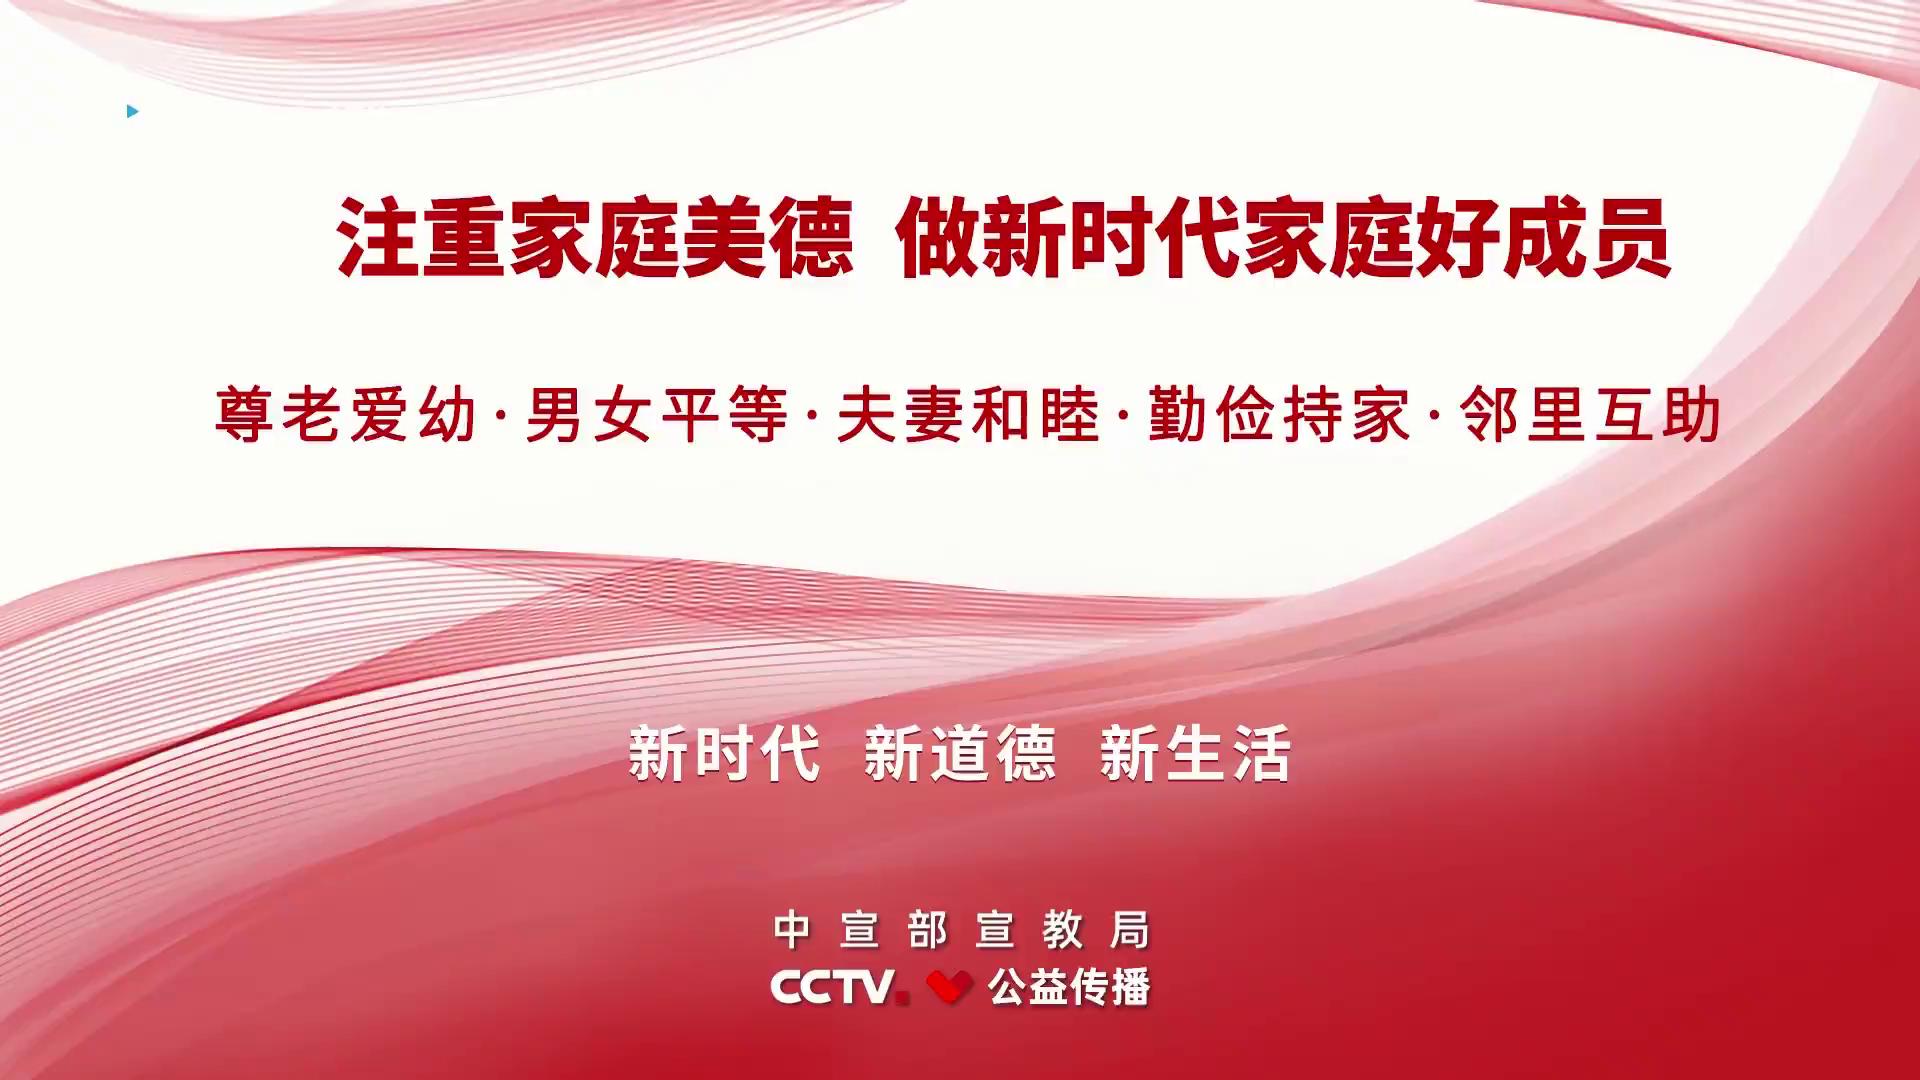 注重家庭美德 做新时代家庭好成员
尊老爱幼·男女平等·夫妻和睦·勤俭持家·邻里互助
新时代 新道德 新生活
中宣部宣教局
CCTV. 公益传播